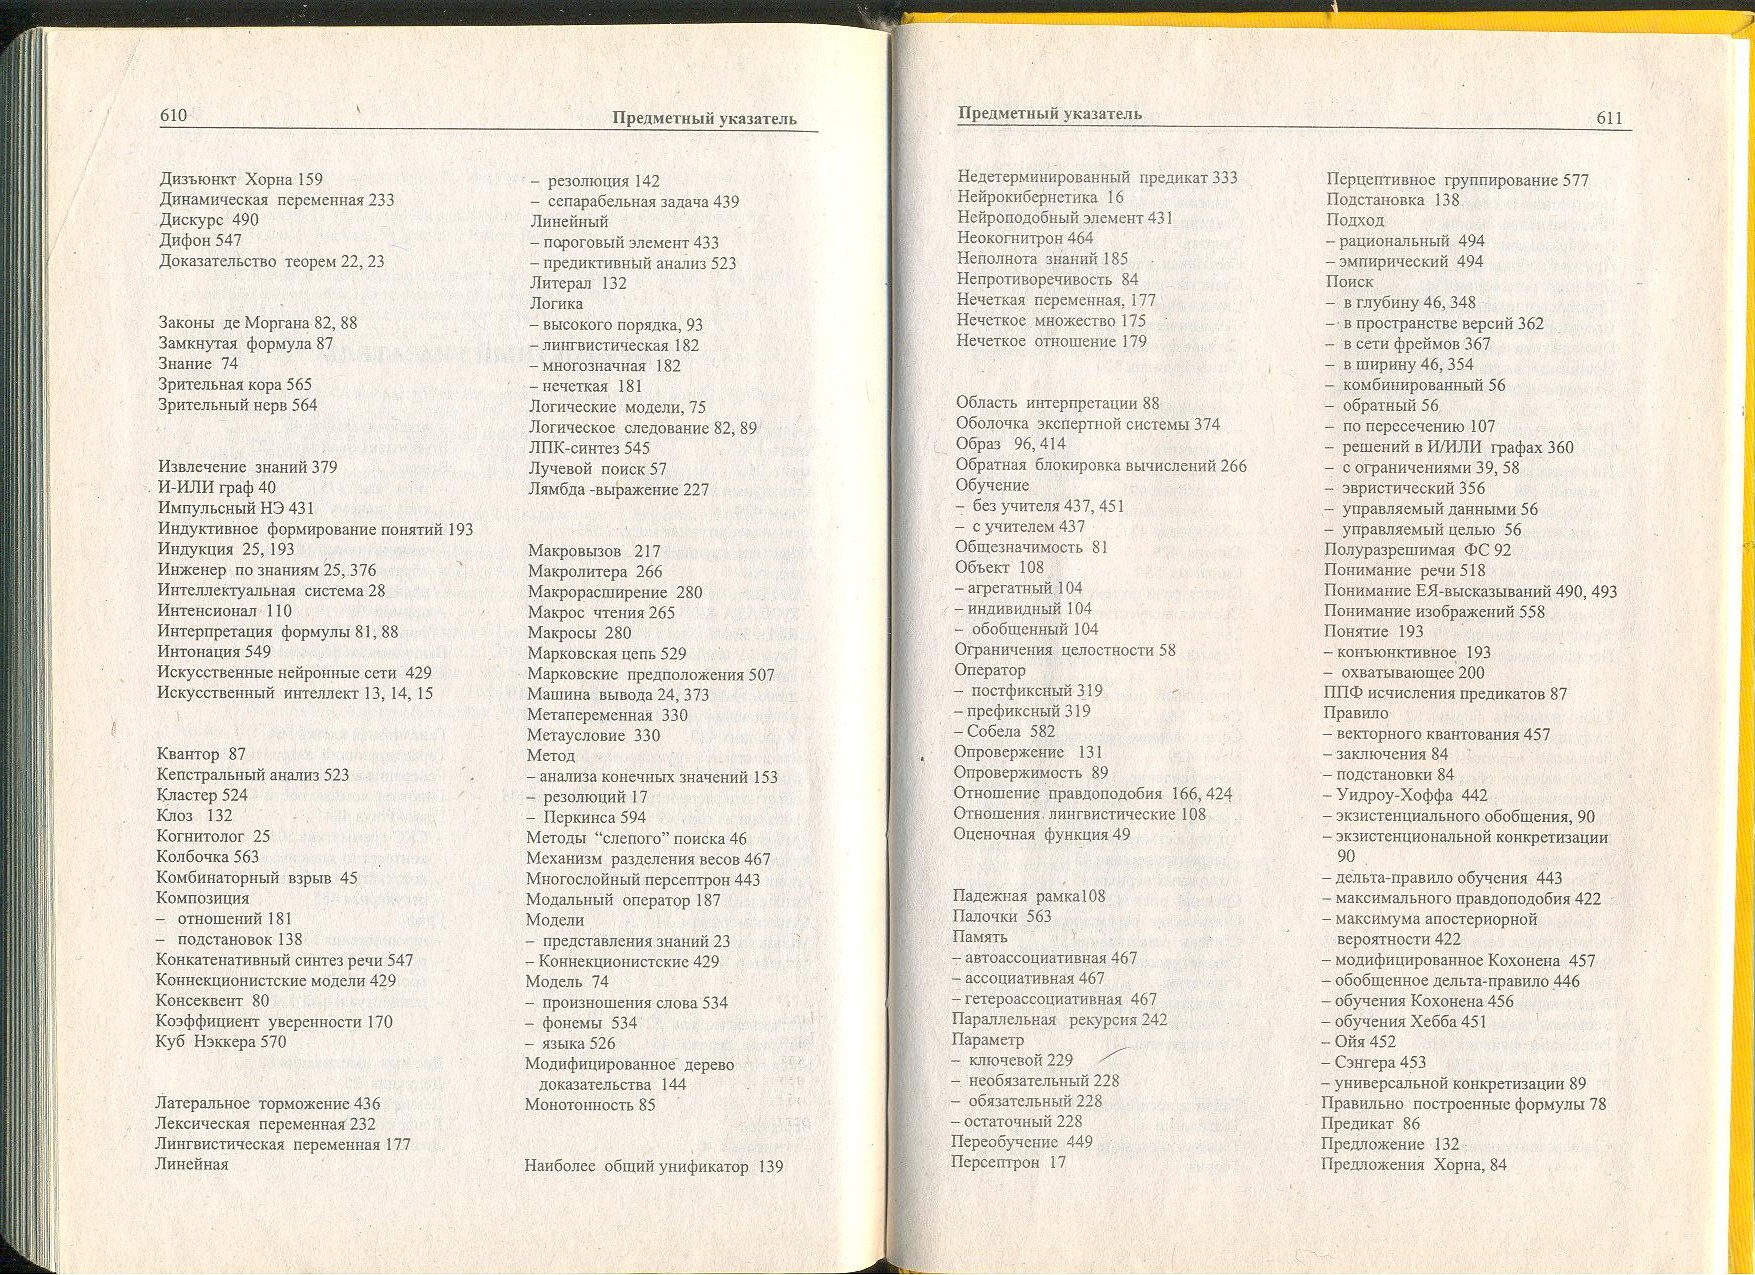 610
Предметный указатель
Дизъюнкт Хорна 159
Динамическая переменная 233
Дискурс 490
Дифон 547
Доказательство теорем 22, 23
Законы де Моргана 82, 88
Замкнутая формула 87
Знание 74
Зрительная кора 565
Зрительный нерв 564
Извлечение знаний 379
И-ИЛИ граф 40
Импульсный НЭ 431
Индуктивное формирование понятий 193
Индукция 25, 193
Инженер по знаниям 25, 376
Интеллектуальная система 28
Интенсионал 110
Интерпретация формулы 81, 88
Интонация 549
Искусственные нейронные сети 429
Искусственный интеллект 13, 14, 15
Квантор 87
Кепстральный анализ 523
Кластер 524
Клоз 132
Когнитолог 25
Колбочка 563
Комбинаторный взрыв 45
Композиция
– отношений 181
– подстановок 138
Конкатенативный синтез речи 547
Коннекционистские модели 429
Консеквент 80
Коэффициент уверенности 170
Куб Нэккера 570
Латеральное торможение 436
Лексическая переменная 232
Лингвистическая переменная 177
Линейная
– резолюция 142
– сепарабельная задача 439
Линейный
– пороговый элемент 433
– предиктивный анализ 523
Литерал 132
Логика
– высокого порядка, 93
– лингвистическая 182
– многозначная 182
– нечеткая 181
Логические модели, 75
Логическое следование 82, 89
ЛПК-синтез 545
Лучевой поиск 57
Лямбда -выражение 227
Макровызов 217
Макролитера 266
Макрорасширение 280
Макрос чтения 265
Макросы 280
Марковская цепь 529
Марковские предположения 507
Машина вывода 24, 373
Метапеременная 330
Метаусловие 330
Метод
– анализа конечных значений 153
– резолюций 17
– Перкинса 594
Методы “слепого” поиска 46
Механизм разделения весов 467
Многослойный персептрон 443
Модальный оператор 187
Модели
– представления знаний 23
– Коннекционистские 429
Модель 74
– произношения слова 534
– фонемы 534
– языка 526
Модифицированное дерево
доказательства 144
Монотонность 85
Наиболее общий унификатор 139
Предметный указатель
611
Недетерминированный предикат 333
Нейрокибернетика 16
Нейроподобный элемент 431
Неокогнитрон 464
Неполнота знаний 185
Непротиворечивость 84
Нечеткая переменная, 177
Нечеткое множество 175
Нечеткое отношение 179
Область интерпретации 88
Оболочка экспертной системы 374
Образ 96, 414
Обратная блокировка вычислений 266
Обучение
– без учителя 437, 451
– с учителем 437
Общезначимость 81
Объект 108
– агрегатный 104
– индивидный 104
– обобщенный 104
Ограничения целостности 58
Оператор
– постфиксный 319
– префиксный 319
– Собела 582
Опровержение 131
Опровержимость 89
Отношение правдоподобия 166, 424
Отношения лингвистические 108
Оценочная функция 49
Падежная рамка108
Палочки 563
Память
– автоассоциативная 467
– ассоциативная 467
– гетероассоциативная 467
Параллельная рекурсия 242
Параметр
– ключевой 229
– необязательный 228
– обязательный 228
– остаточный 228
Переобучение 449
Персептрон 17
Перцептивное группирование 577
Подстановка 138
Подход
– рациональный 494
– эмпирический 494
Поиск
– в глубину 46, 348
– в пространстве версий 362
– в сети фреймов 367
– в ширину 46, 354
– комбинированный 56
– обратный 56
– по пересечению 107
– решений в И/ИЛИ графах 360
– с ограничениями 39, 58
– эвристический 356
– управляемый данными 56
– управляемый целью 56
Полуразрешимая ФС 92
Понимание речи 518
Понимание ЕЯ-высказываний 490, 493
Понимание изображений 558
Понятие 193
– конъюнктивное 193
– охватывающее 200
ППФ исчисления предикатов 87
Правило
– векторного квантования 457
– заключения 84
– подстановки 84
– Уидроу-Хоффа 442
– экзистенциального обобщения, 90
– экзистенциональной конкретизации
90
– дельта-правило обучения 443
– максимального правдоподобия 422
– максимума апостериорной
вероятности 422
– модифицированное Кохонена 457
– обобщенное дельта-правило 446
– обучения Кохонена 456
– обучения Хебба 451
– Ойя 452
– Сэнгера 453
– универсальной конкретизации 89
Правильно построенные формулы 78
Предикат 86
Предложение 132
Предложения Хорна, 84